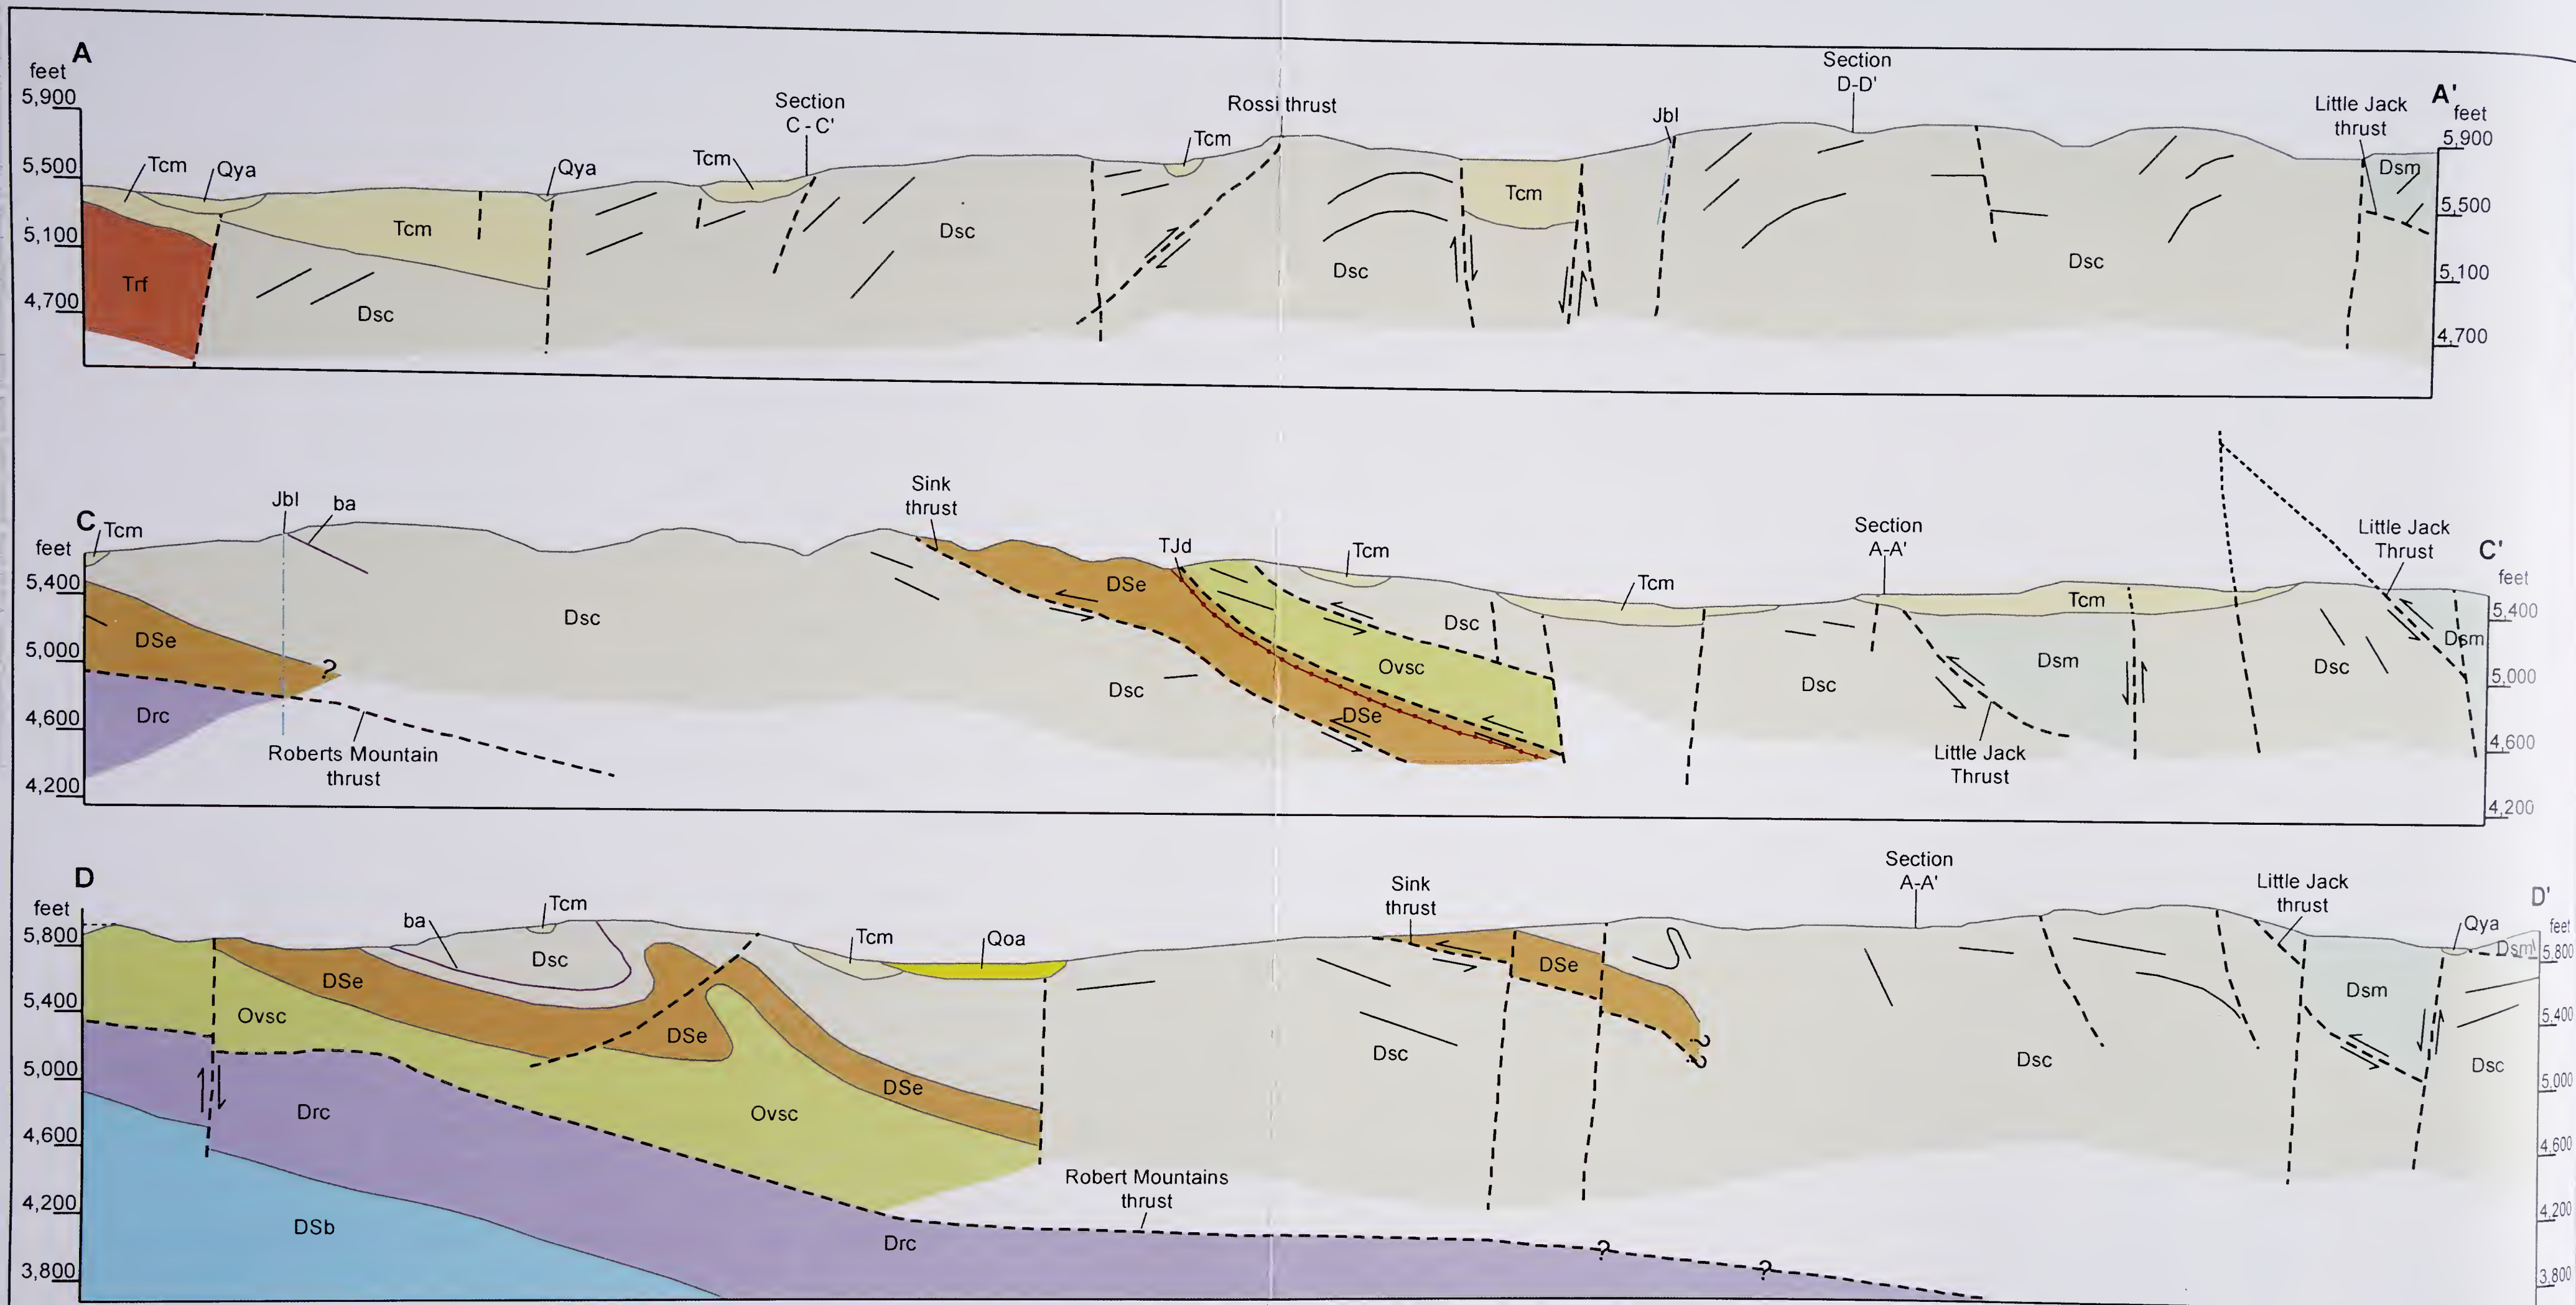 A
feet
5,900
5,500
5,100
4,700
Tcm
Qya
Trf
Tcm
Dsc
Qya
Tcm
Section
C - C'
Dsc
Rossi thrust
Tcm
Dsc
Tcm
Jbl
Section
D-D'
Dsc
Little Jack
thrust
Dsm
A'
feet
5,900
5,500
5,100
4,700
C
feet
5,400
5,000
4,600
4,200
Tcm
Jbl
ba
DSe
?
Drc
Roberts Mountain
thrust
Dsc
Sink
thrust
DSe
TJd
Dsc
Tcm
Dsc
Ovsc
DSe
Tcm
Section
A-A'
Dsc
Tcm
Dsm
Little Jack
Thrust
Dsc
Little Jack
Thrust
Dsm
C'
feet
5,400
5,000
4,600
4,200
D
feet
5,800
5,400
5,000
4,600
4,200
3,800
ba
Tcm
Dsc
DSe
Ovsc
DSe
Drc
DSb
Tcm
Qoa
DSe
Ovsc
Drc
Robert Mountains
thrust
Sink
thrust
DSe
Dsc
?
?
?
?
Section
A-A'
Dsc
Little Jack
thrust
Dsm
Qya
Dsm
Dsc
D'
feet
5,800
5,400
5,000
4,600
4,200
3,800